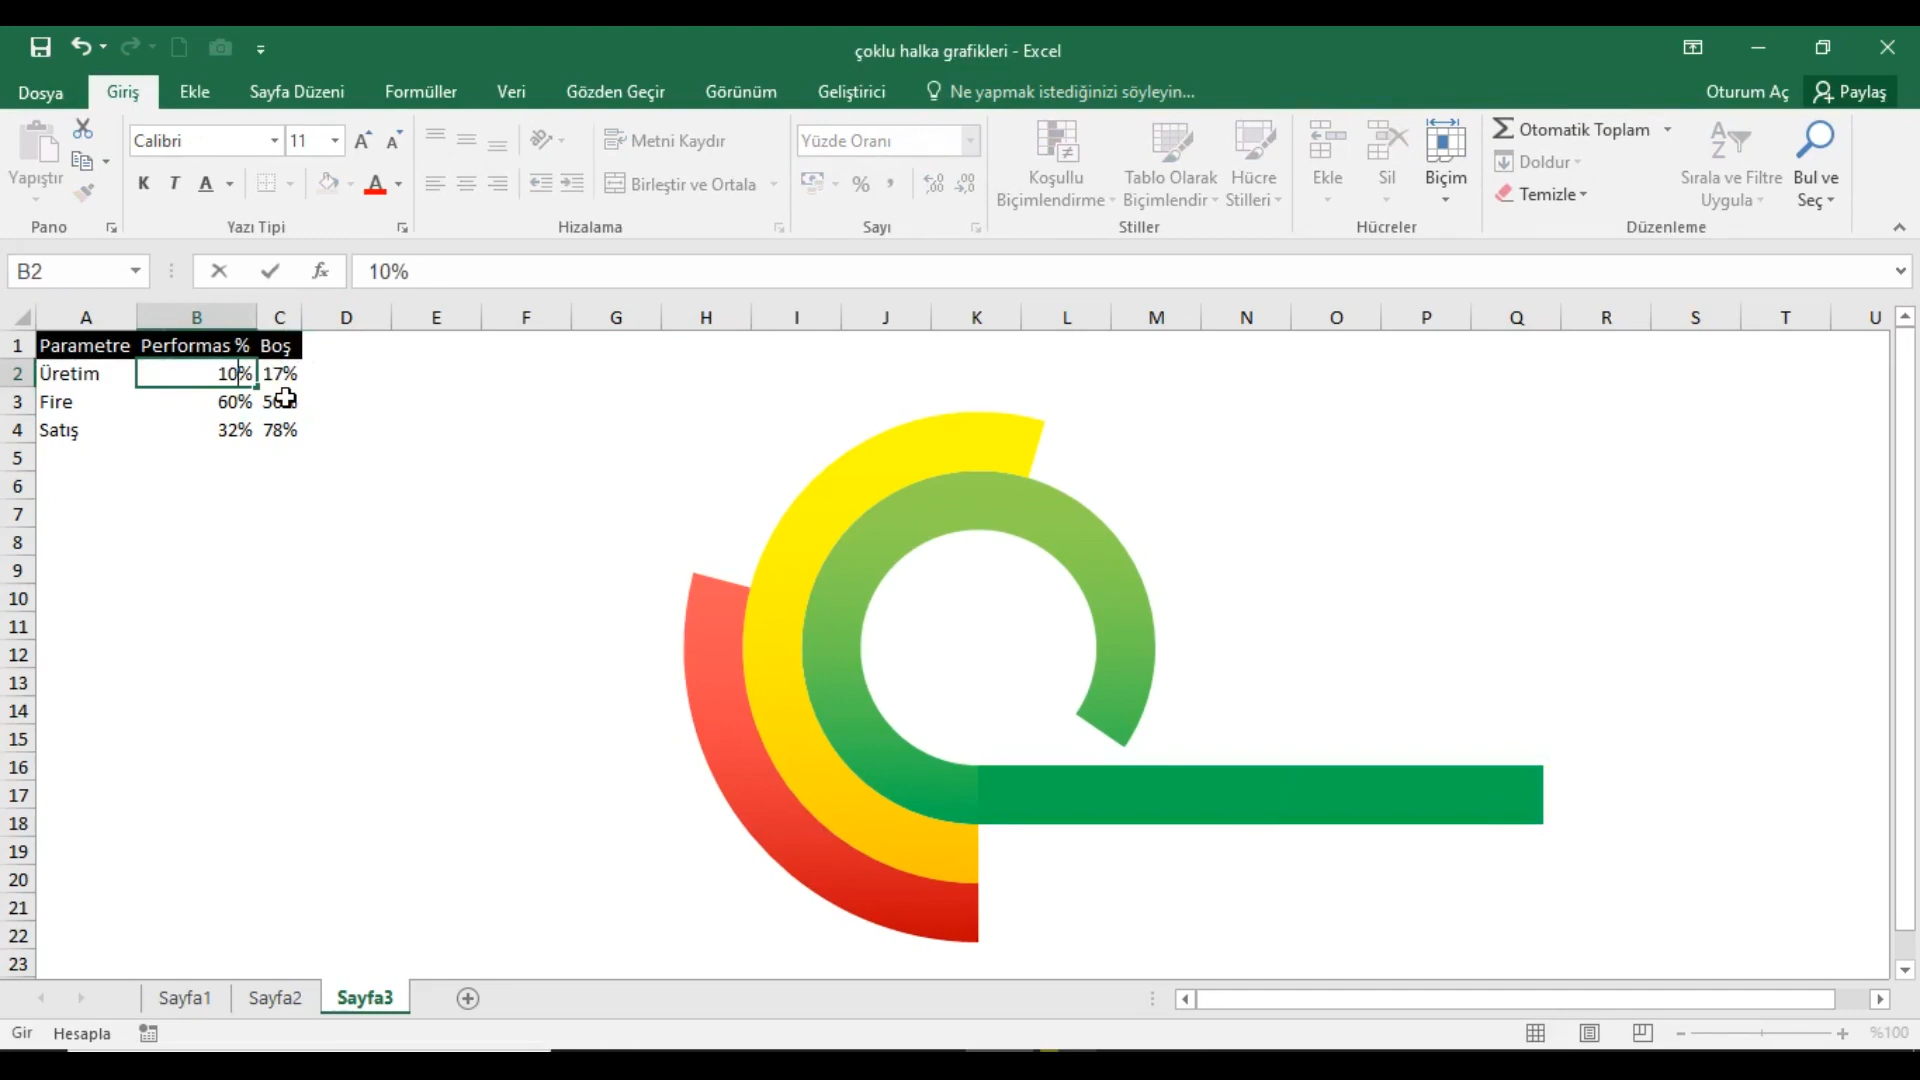 çoklu halka grafikleri - Excel
Dosya Giriş Ekle Sayfa Düzeni Formüller Veri Gözden Geçir Görünüm Geliştirici Ne yapmak istediğinizi söyleyin... Oturum Aç Paylaş
Yapıştır
Pano
Calibri 11
K T A A
Yazı Tipi
Metni Kaydır
Birleştir ve Ortala
Hizalama
Yüzde Oranı
%
Sayı
Koşullu Biçimlendirme
Tablo Olarak Biçimlendir
Hücre Stilleri
Stiller
Ekle Sil Biçim
Hücreler
Otomatik Toplam
Doldur
Temizle
Sırala ve Filtre Uygula
Bul ve Seç
Düzenleme
B2 fx 10%
A B C D E F G H I J K L M N O P Q R S T U
1 Parametre Performas % Boş
2 Üretim 10% 17%
3 Fire 60%
4 Satış 32% 78%
5
6
7
8
9
10
11
12
13
14
15
16
17
18
19
20
21
22
23
Sayfa1 Sayfa2 Sayfa3
Gir Hesapla %100